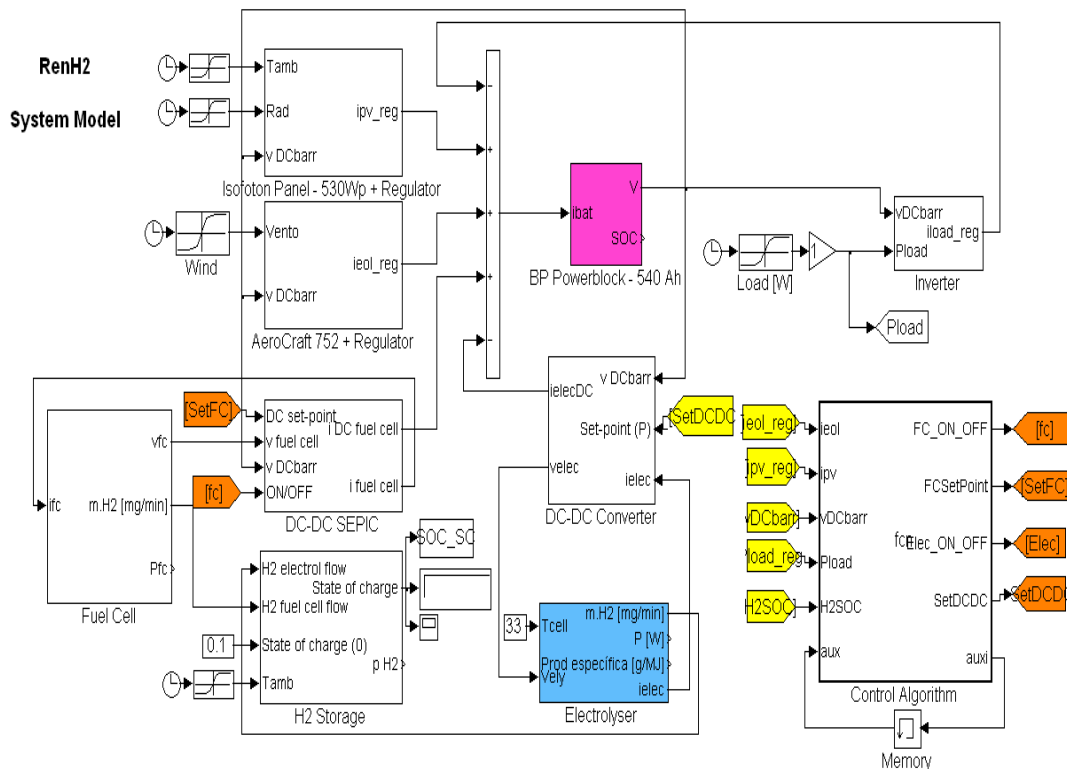 RenH2
System Model
Tamb
Rad
v DCbarr
ipv_reg
Isofoton Panel - 530Wp + Regulator
Vento
v DCbarr
ieol_reg
Wind
AeroCraft 752 + Regulator
-
+
+
+
-
ibat
V
SOC
BP Powerblock - 540 Ah
Load [W]
1
vDCbarr
Pload
iload_reg
Inverter
Pload
[SetFC]
[fc]
DC set-point
v fuel cell
v DCbarr
ON/OFF
i DC fuel cell
i fuel cell
DC-DC SEPIC
ifc
vfc
m.H2 [mg/min]
Pfc
Fuel Cell
ielecDC
velec
v DCbarr
Set-point (P)
ielec
DC-DC Converter
[SetDCDC
SOC_SC
H2 electrol flow
H2 fuel cell flow
State of charge (0)
Tamb
State of charge
p H2
H2 Storage
0.1
33
Tcell
Vely
m.H2 [mg/min]
P [W]
Prod específica [g/MJ]
ielec
Electrolyser
[ieol_reg]
[ipv_reg]
vDCbarr]
Pload_reg
H2SOC]
ieol
ipv
vDCbarr
Pload
H2SOC
aux
fcn
FC_ON_OFF
FCSetPoint
Elec_ON_OFF
SetDCDC
auxi
Control Algorithm
Memory
[fc]
[SetFC]
[Elec]
SetDCDC